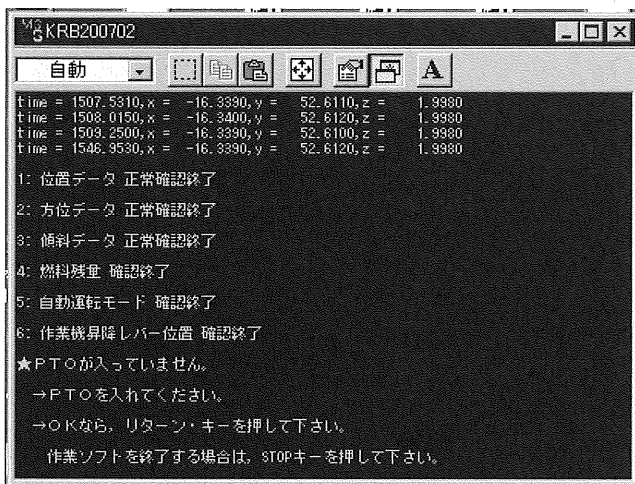 KRB200702
自動
A
time = 1507.5310,x =  -16.3390,y =   52.6110,z =    1.9980
time = 1508.0150,x =  -16.3400,y =   52.6120,z =    1.9980
time = 1509.2500,x =  -16.3390,y =   52.6100,z =    1.9980
time = 1546.9530,x =  -16.3390,y =   52.6120,z =    1.9980
1: 位置データ 正常確認終了
2: 方位データ 正常確認終了
3: 傾斜データ 正常確認終了
4: 燃料残量 確認終了
5: 自動運転モード 確認終了
6: 作業機昇降レバー位置 確認終了
★ＰＴＯが入っていません。
→ＰＴＯを入れてください。
→ＯＫなら，リターン・キーを押して下さい。
作業ソフトを終了する場合は，STOPキーを押して下さい。